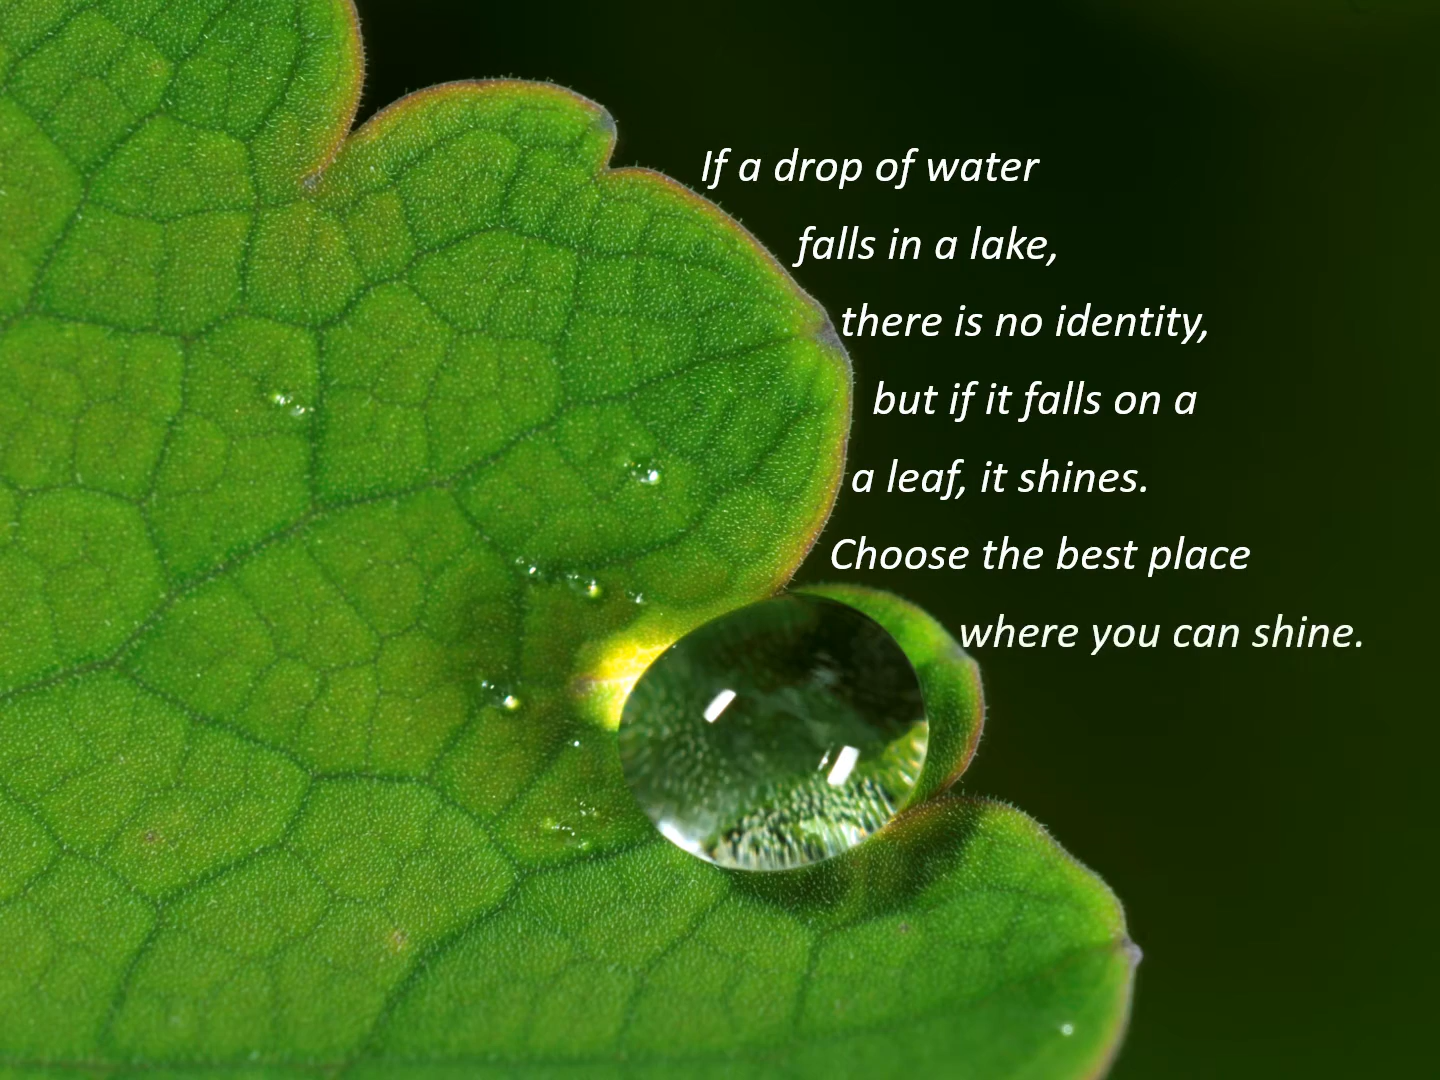 If a drop of water
falls in a lake,
there is no identity,
but if it falls on a
a leaf, it shines.
Choose the best place
where you can shine.